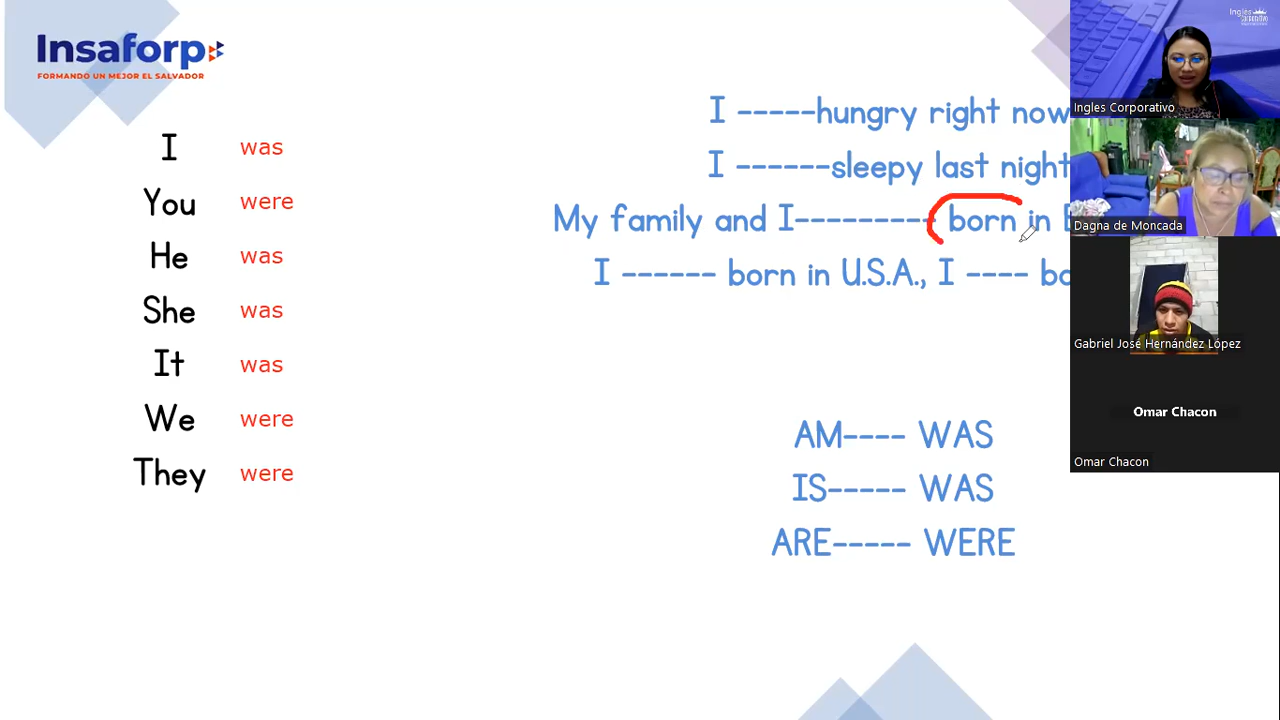 Insaforp
FORMANDO UN MEJOR EL SALVADOR
I was
You were
He was
She was
It was
We were
They were
I -----hungry right now
I ------sleepy last night
My family and I--------- born in
I ------ born in U.S.A., I ----
AM---- WAS
IS----- WAS
ARE----- WERE
Ingles
Ingles Corporativo
Dagna de Moncada
Gabriel José Hernández López
Omar Chacon
Omar Chacon